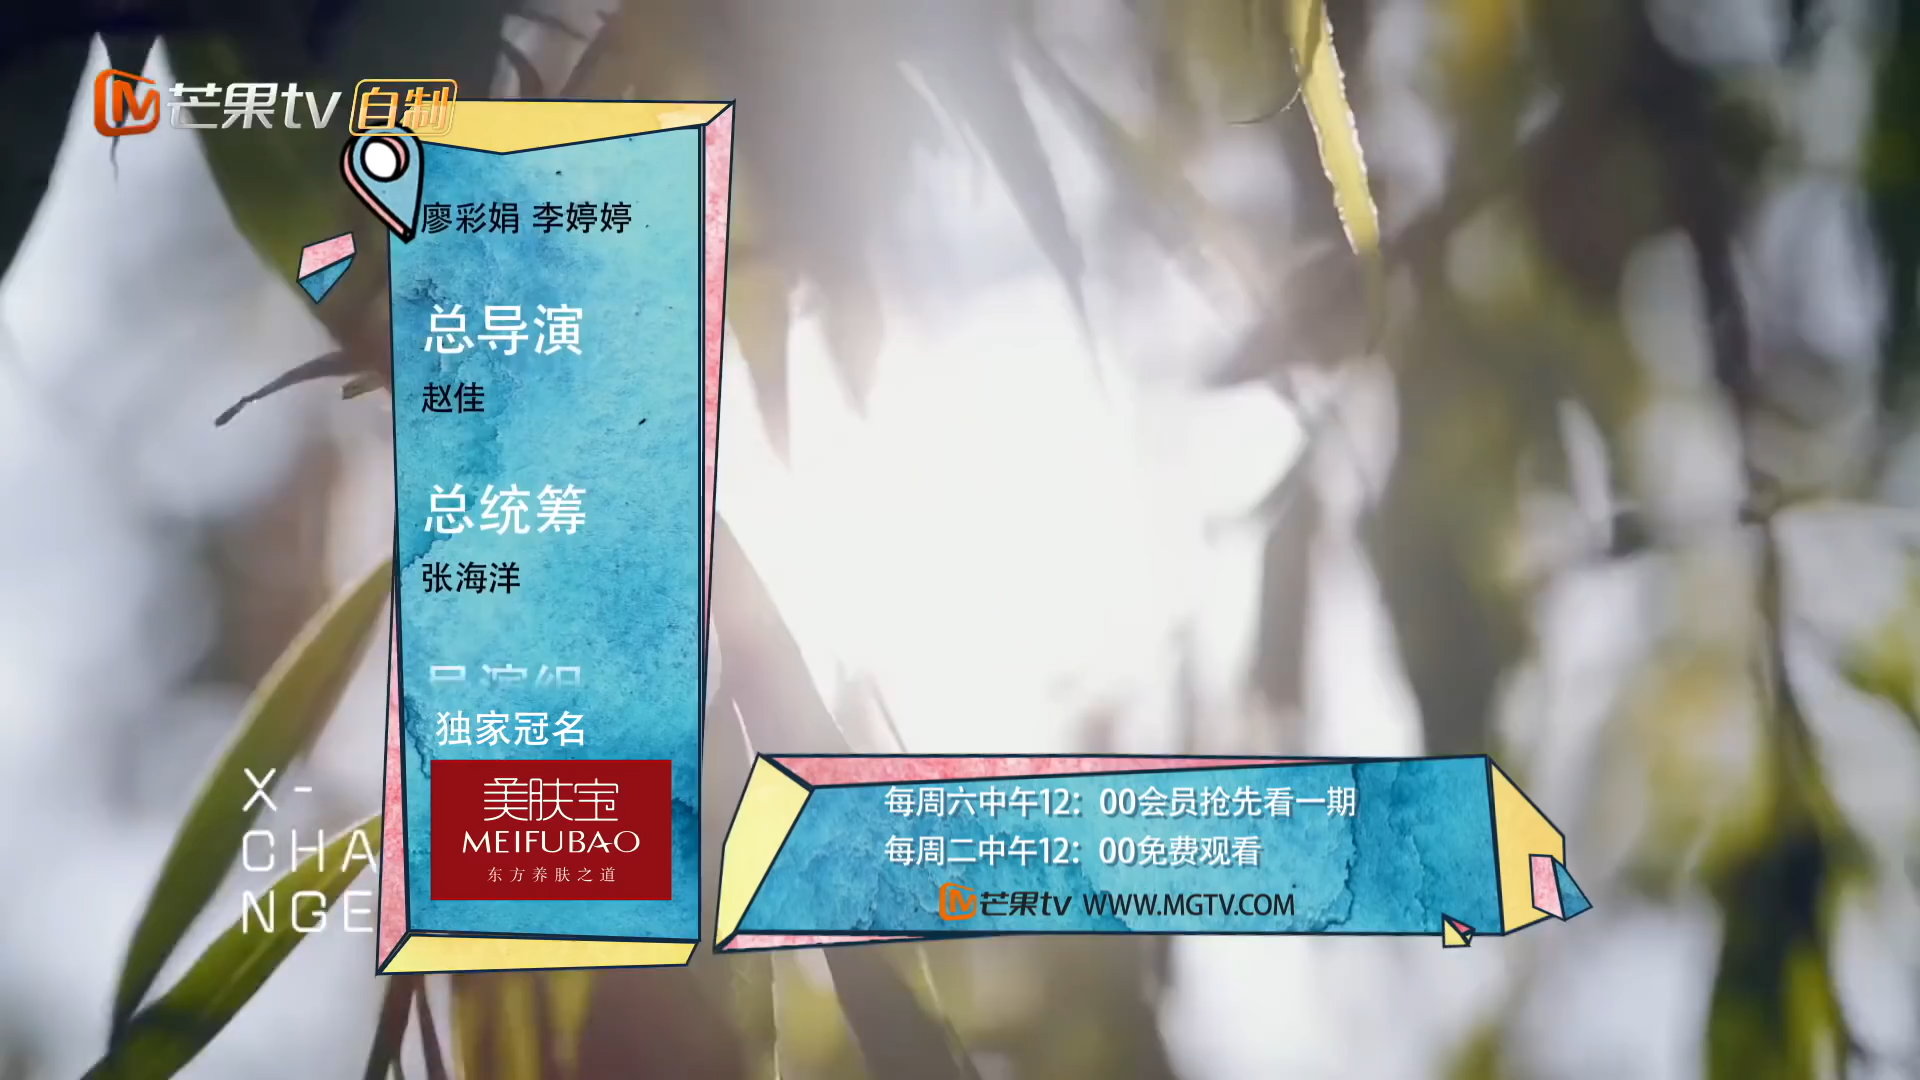 芒果tv 自制
廖彩娟 李婷婷
总导演
赵佳
总统筹
张海洋
导演组
独家冠名
美肤宝
MEIFUBAO
东方养肤之道
X-
CHA
NGE
每周六中午12：00会员抢先看一期
每周二中午12：00免费观看
芒果tv WWW.MGTV.COM